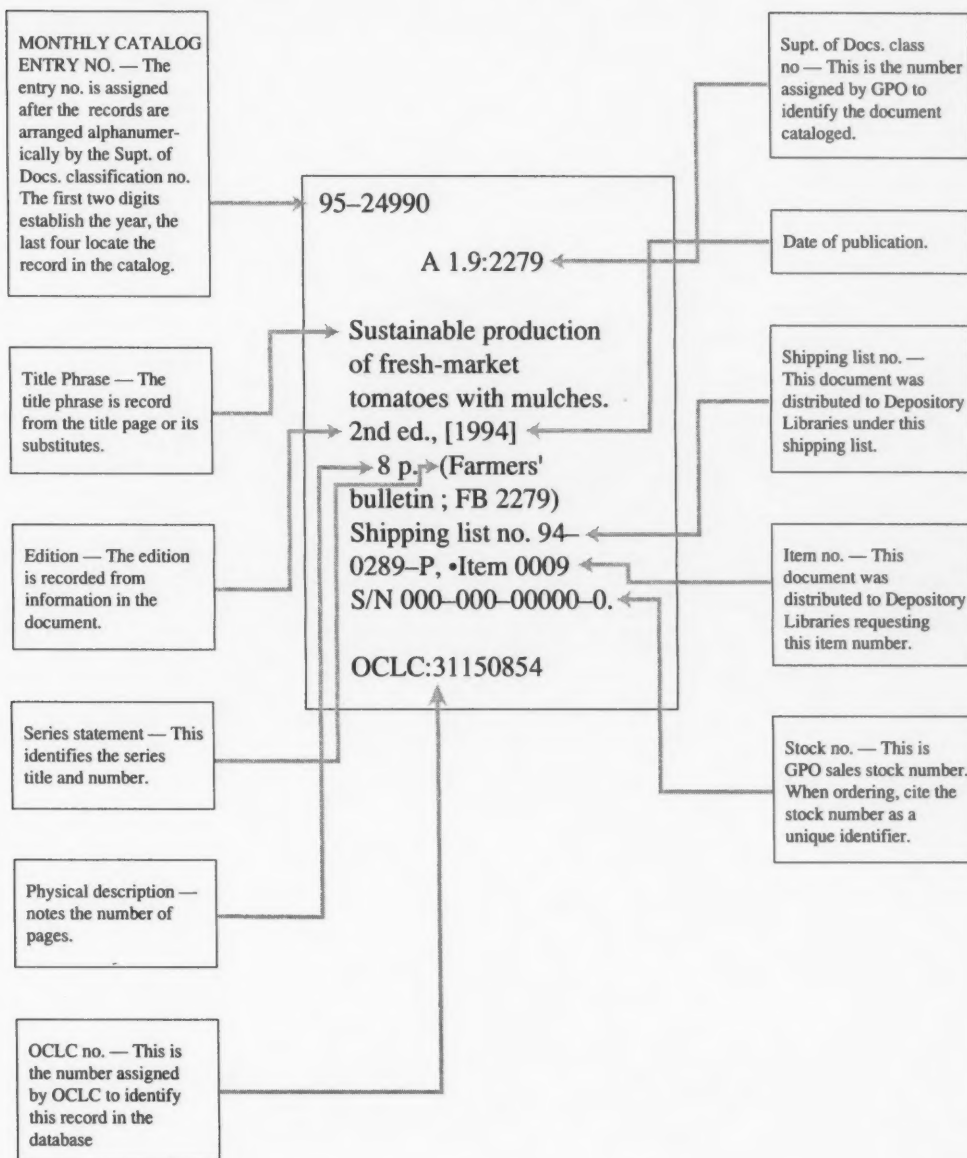 MONTHLY CATALOG
ENTRY NO. — The
entry no. is assigned
after the records are
arranged alphanumer-
ically by the Supt. of
Docs. classification no.
The first two digits
establish the year, the
last four locate the
record in the catalog.
Title Phrase — The
title phrase is record
from the title page or its
substitutes.
Edition — The edition
is recorded from
information in the
document.
Series statement — This
identifies the series
title and number.
Physical description —
notes the number of
pages.
OCLC no. — This is
the number assigned
by OCLC to identify
this record in the
database
95–24990
A 1.9:2279
Sustainable production
of fresh-market
tomatoes with mulches.
2nd ed., [1994]
8 p. (Farmers'
bulletin ; FB 2279)
Shipping list no. 94–
0289–P, •Item 0009
S/N 000–000–00000–0.
OCLC:31150854
Supt. of Docs. class
no — This is the number
assigned by GPO to
identify the document
cataloged.
Date of publication.
Shipping list no. —
This document was
distributed to Depository
Libraries under this
shipping list.
Item no. — This
document was
distributed to Depository
Libraries requesting
this item number.
Stock no. — This is
GPO sales stock number.
When ordering, cite the
stock number as a
unique identifier.